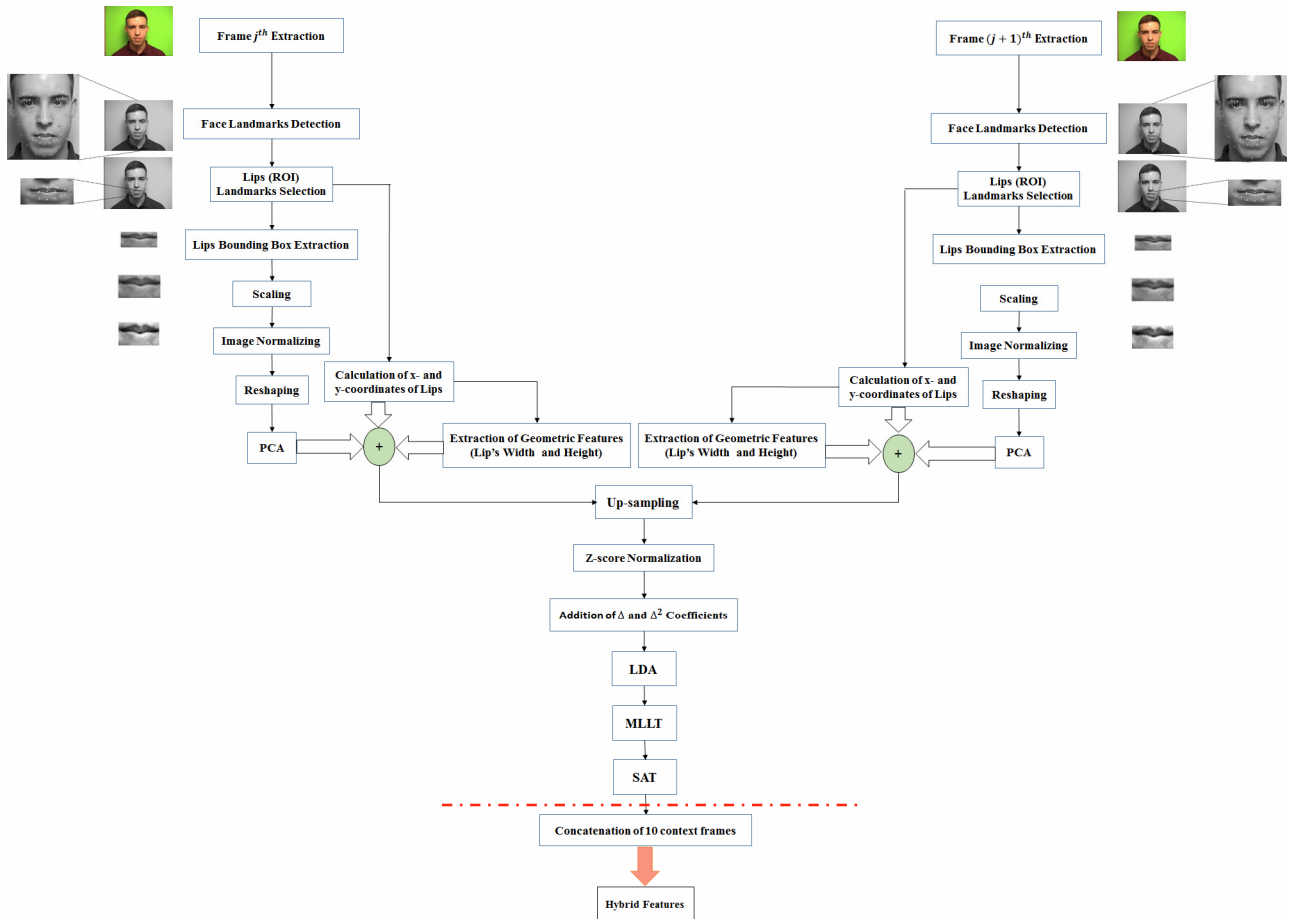 Frame j^th Extraction
Frame (j + 1)^th Extraction
Face Landmarks Detection
Face Landmarks Detection
Lips (ROI)
Landmarks Selection
Lips (ROI)
Landmarks Selection
Lips Bounding Box Extraction
Lips Bounding Box Extraction
Scaling
Scaling
Image Normalizing
Image Normalizing
Calculation of x- and
y-coordinates of Lips
Calculation of x- and
y-coordinates of Lips
Reshaping
Reshaping
PCA
+
Extraction of Geometric Features
(Lip's Width and Height)
Extraction of Geometric Features
(Lip's Width and Height)
+
PCA
Up-sampling
Z-score Normalization
Addition of Δ and Δ² Coefficients
LDA
MLLT
SAT
Concatenation of 10 context frames
Hybrid Features